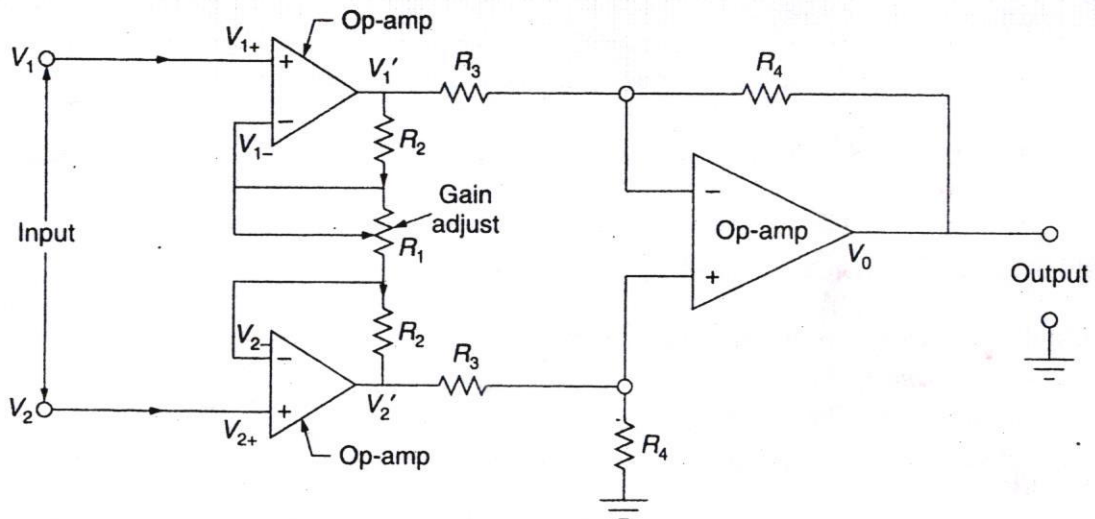 Op-amp
V₁
V₁₊
+
V₁'
R₃
R₄
−
V₁₋
R₂
Gain
adjust
−
Input
R₁
Op-amp
V₀
+
Output
R₂
V₂₋
−
R₃
V₂
+
V₂'
V₂₊
R₄
Op-amp